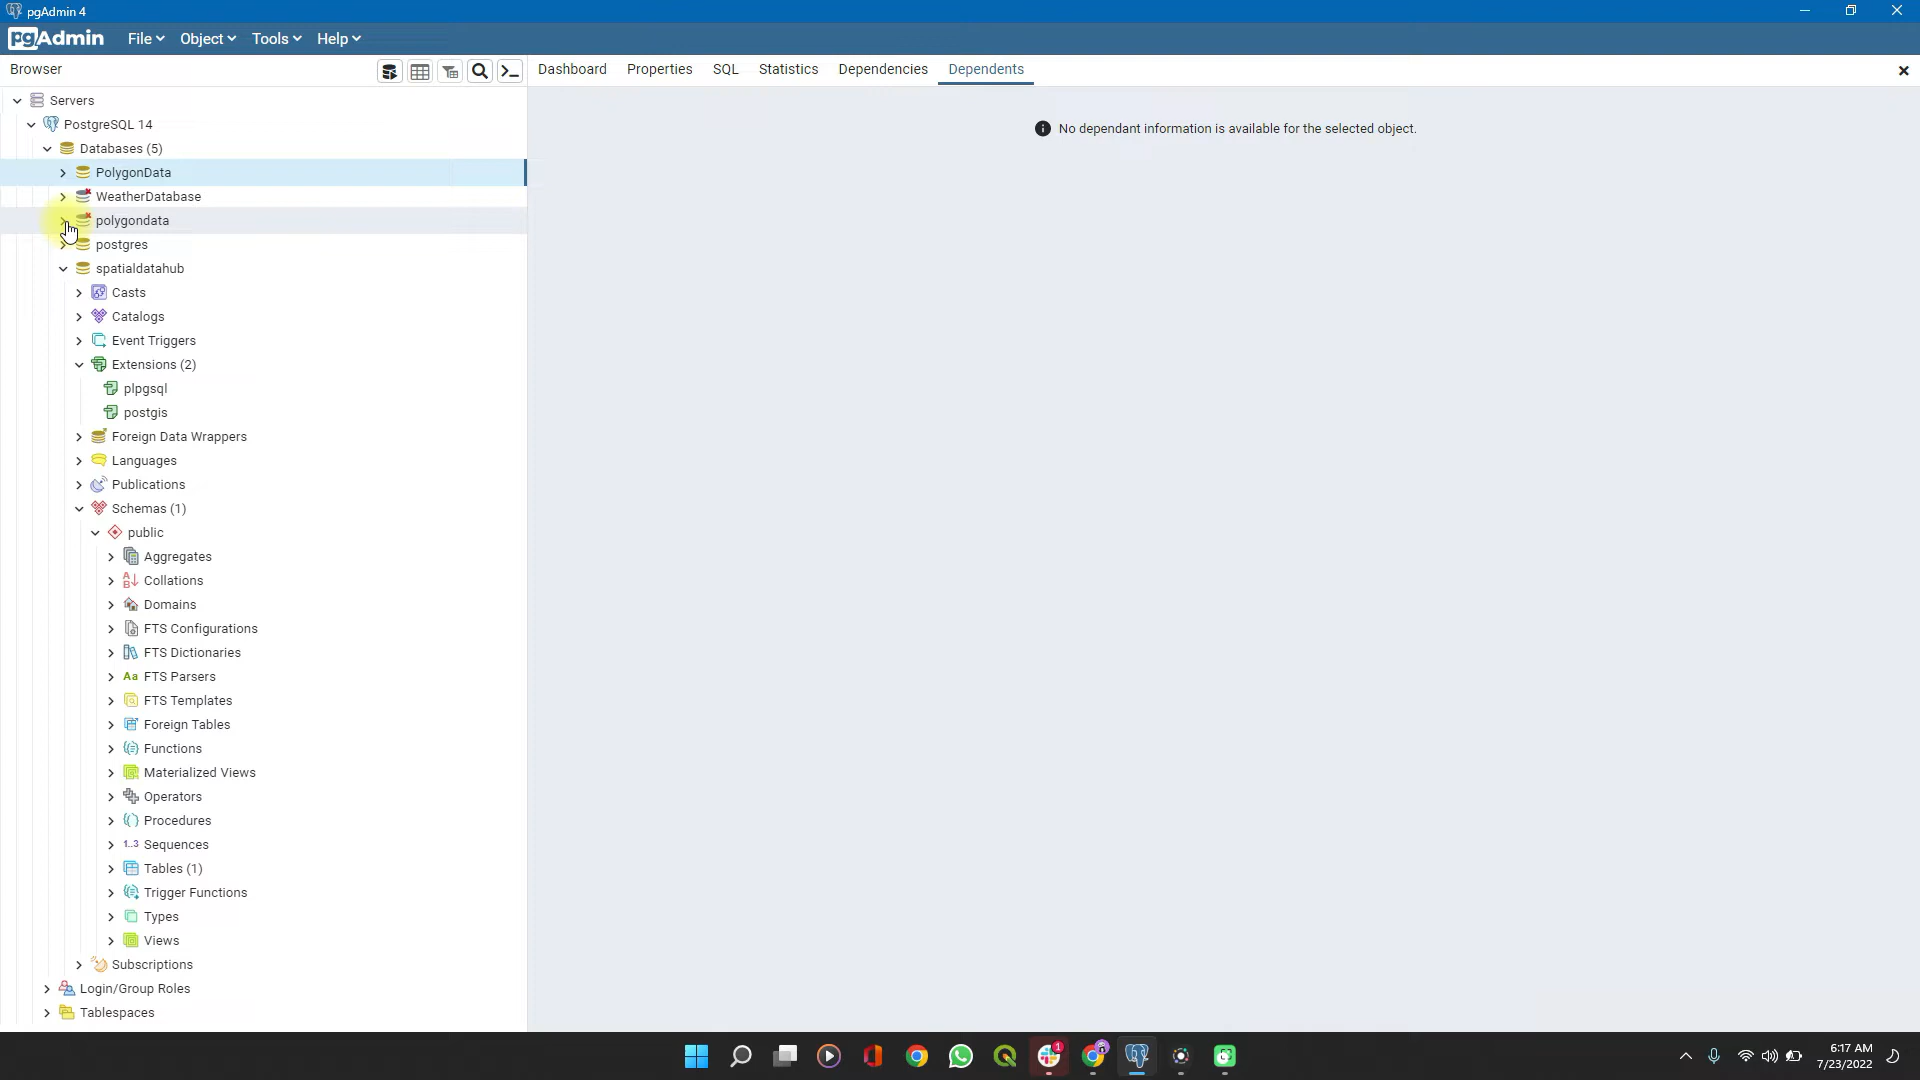 pgAdmin 4
pgAdmin File Object Tools Help
Browser
Dashboard Properties SQL Statistics Dependencies Dependents
Servers
PostgreSQL 14
Databases (5)
PolygonData
WeatherDatabase
polygondata
postgres
spatialdatahub
Casts
Catalogs
Event Triggers
Extensions (2)
plpgsql
postgis
Foreign Data Wrappers
Languages
Publications
Schemas (1)
public
Aggregates
Collations
Domains
FTS Configurations
FTS Dictionaries
Aa FTS Parsers
FTS Templates
Foreign Tables
Functions
Materialized Views
Operators
Procedures
1..3 Sequences
Tables (1)
Trigger Functions
Types
Views
Subscriptions
Login/Group Roles
Tablespaces
No dependant information is available for the selected object.
1
6:17 AM
7/23/2022